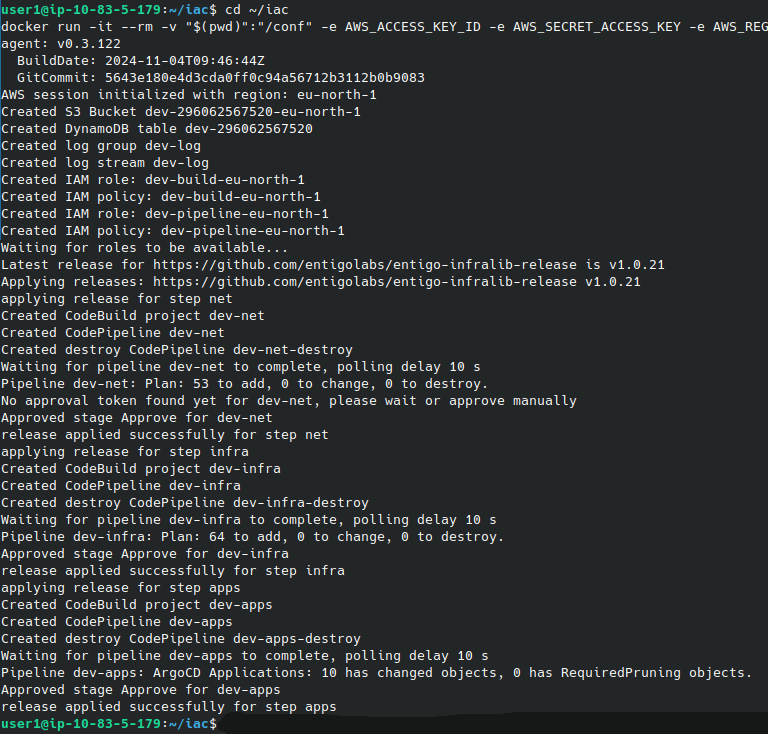 user1@ip-10-83-5-179:~/iac$ cd ~/iac
docker run -it --rm -v "$(pwd)":"/conf" -e AWS_ACCESS_KEY_ID -e AWS_SECRET_ACCESS_KEY -e AWS_REG
agent: v0.3.122
  BuildDate: 2024-11-04T09:46:44Z
  GitCommit: 5643e180e4d3cda0ff0c94a56712b3112b0b9083
AWS session initialized with region: eu-north-1
Created S3 Bucket dev-296062567520-eu-north-1
Created DynamoDB table dev-296062567520
Created log group dev-log
Created log stream dev-log
Created IAM role: dev-build-eu-north-1
Created IAM policy: dev-build-eu-north-1
Created IAM role: dev-pipeline-eu-north-1
Created IAM policy: dev-pipeline-eu-north-1
Waiting for roles to be available...
Latest release for https://github.com/entigolabs/entigo-infralib-release is v1.0.21
Applying releases: https://github.com/entigolabs/entigo-infralib-release v1.0.21
applying release for step net
Created CodeBuild project dev-net
Created CodePipeline dev-net
Created destroy CodePipeline dev-net-destroy
Waiting for pipeline dev-net to complete, polling delay 10 s
Pipeline dev-net: Plan: 53 to add, 0 to change, 0 to destroy.
No approval token found yet for dev-net, please wait or approve manually
Approved stage Approve for dev-net
release applied successfully for step net
applying release for step infra
Created CodeBuild project dev-infra
Created CodePipeline dev-infra
Created destroy CodePipeline dev-infra-destroy
Waiting for pipeline dev-infra to complete, polling delay 10 s
Pipeline dev-infra: Plan: 64 to add, 0 to change, 0 to destroy.
Approved stage Approve for dev-infra
release applied successfully for step infra
applying release for step apps
Created CodeBuild project dev-apps
Created CodePipeline dev-apps
Created destroy CodePipeline dev-apps-destroy
Waiting for pipeline dev-apps to complete, polling delay 10 s
Pipeline dev-apps: ArgoCD Applications: 10 has changed objects, 0 has RequiredPruning objects.
Approved stage Approve for dev-apps
release applied successfully for step apps
user1@ip-10-83-5-179:~/iac$